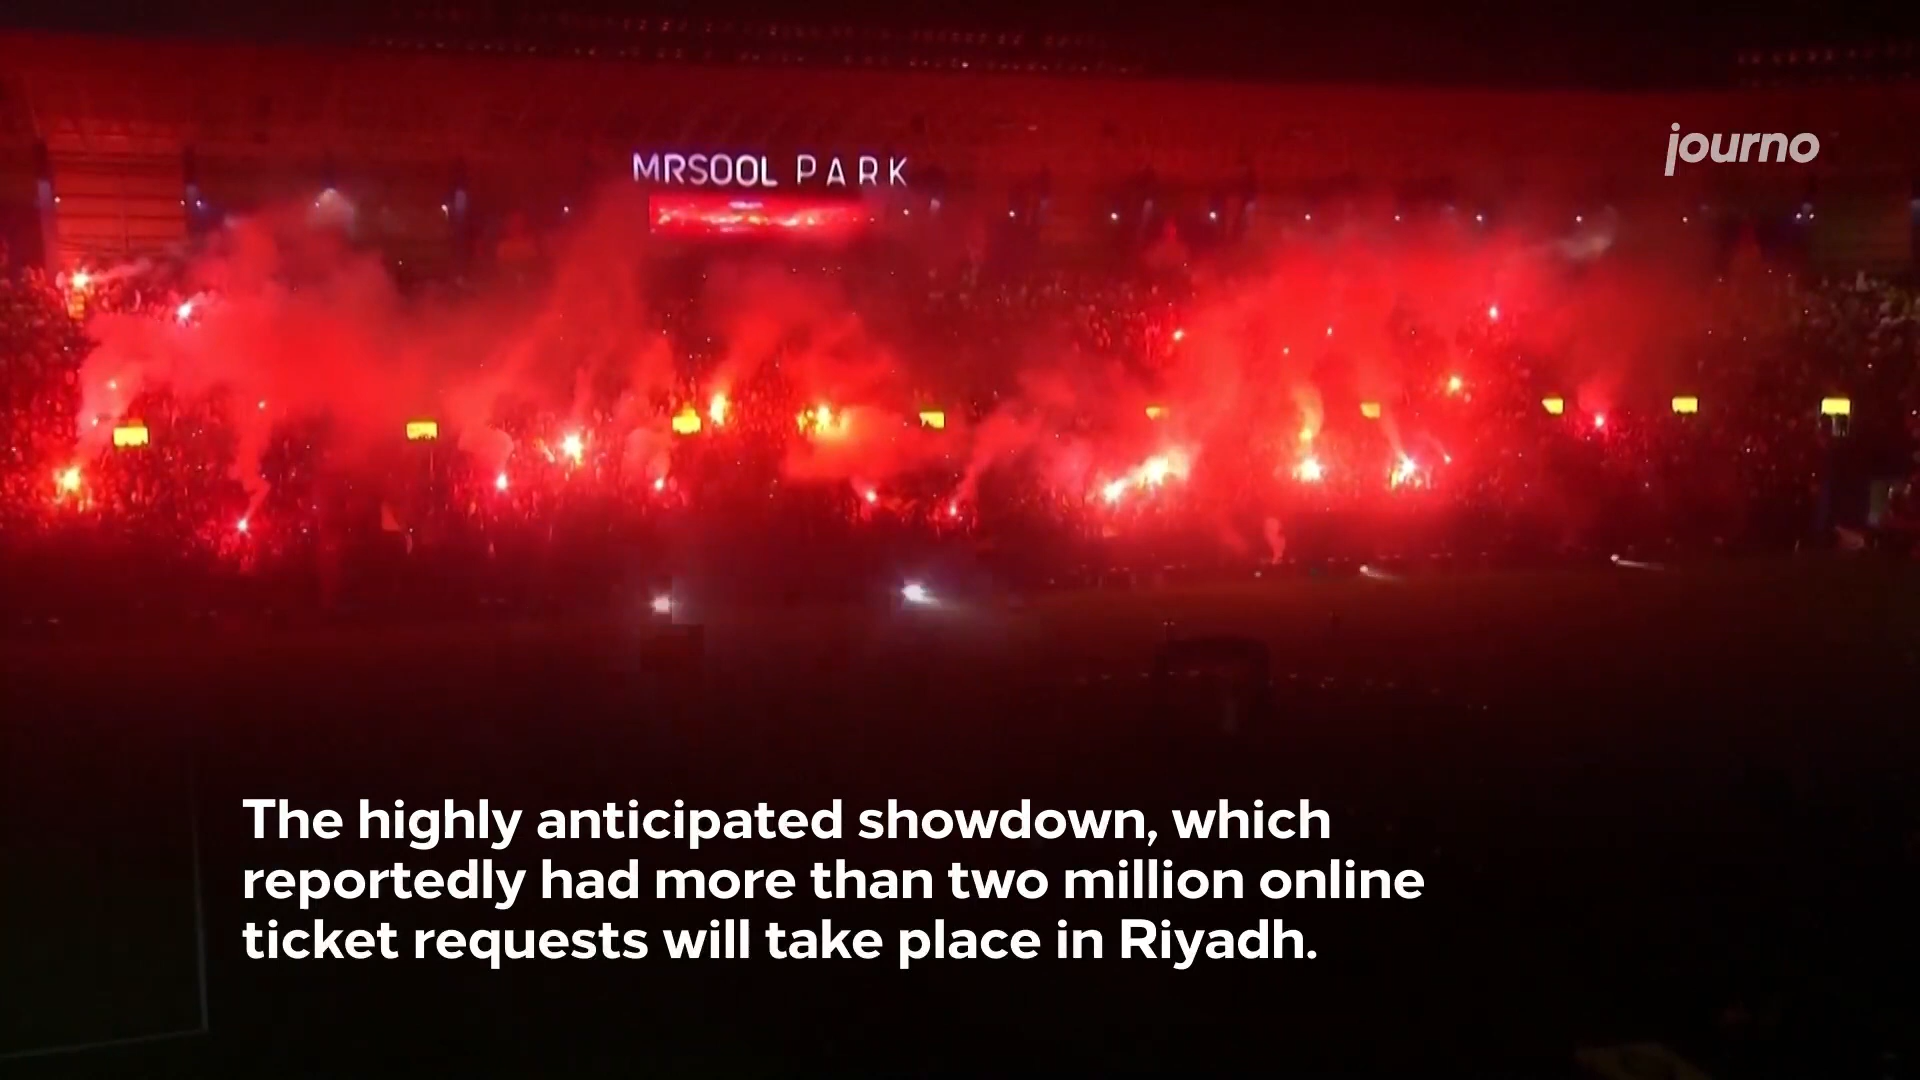 MRSOOL PARK
journo
The highly anticipated showdown, which
reportedly had more than two million online
ticket requests will take place in Riyadh.